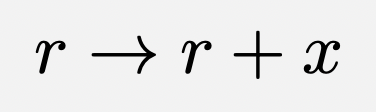 r → r + x